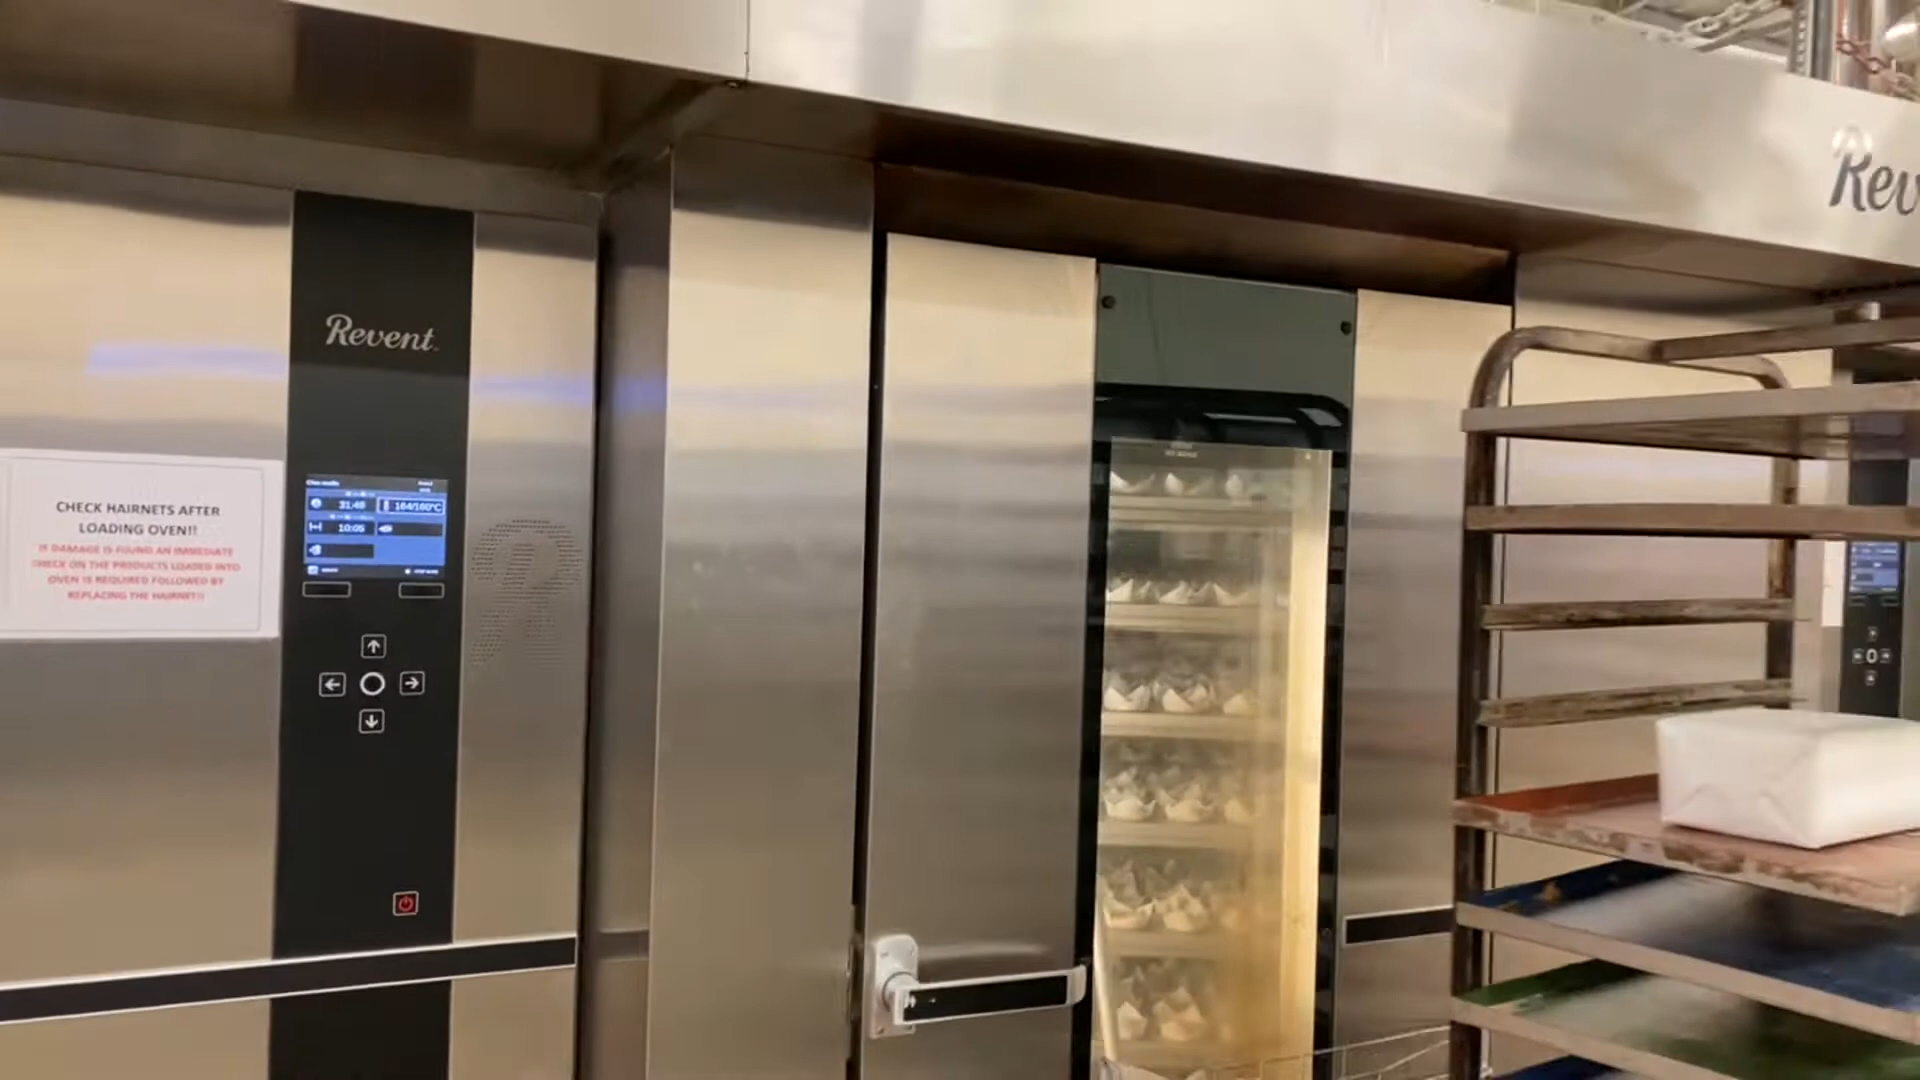 Rev
Revent
CHECK HAIRNETS AFTER
LOADING OVEN!!
IF DAMAGE IS FOUND AN IMMEDIATE
CHECK ON THE PRODUCTS LOADED INTO
OVEN IS REQUIRED FOLLOWED BY
REPLACING THE HAIRNET!!
31:48
164/160°C
10:05